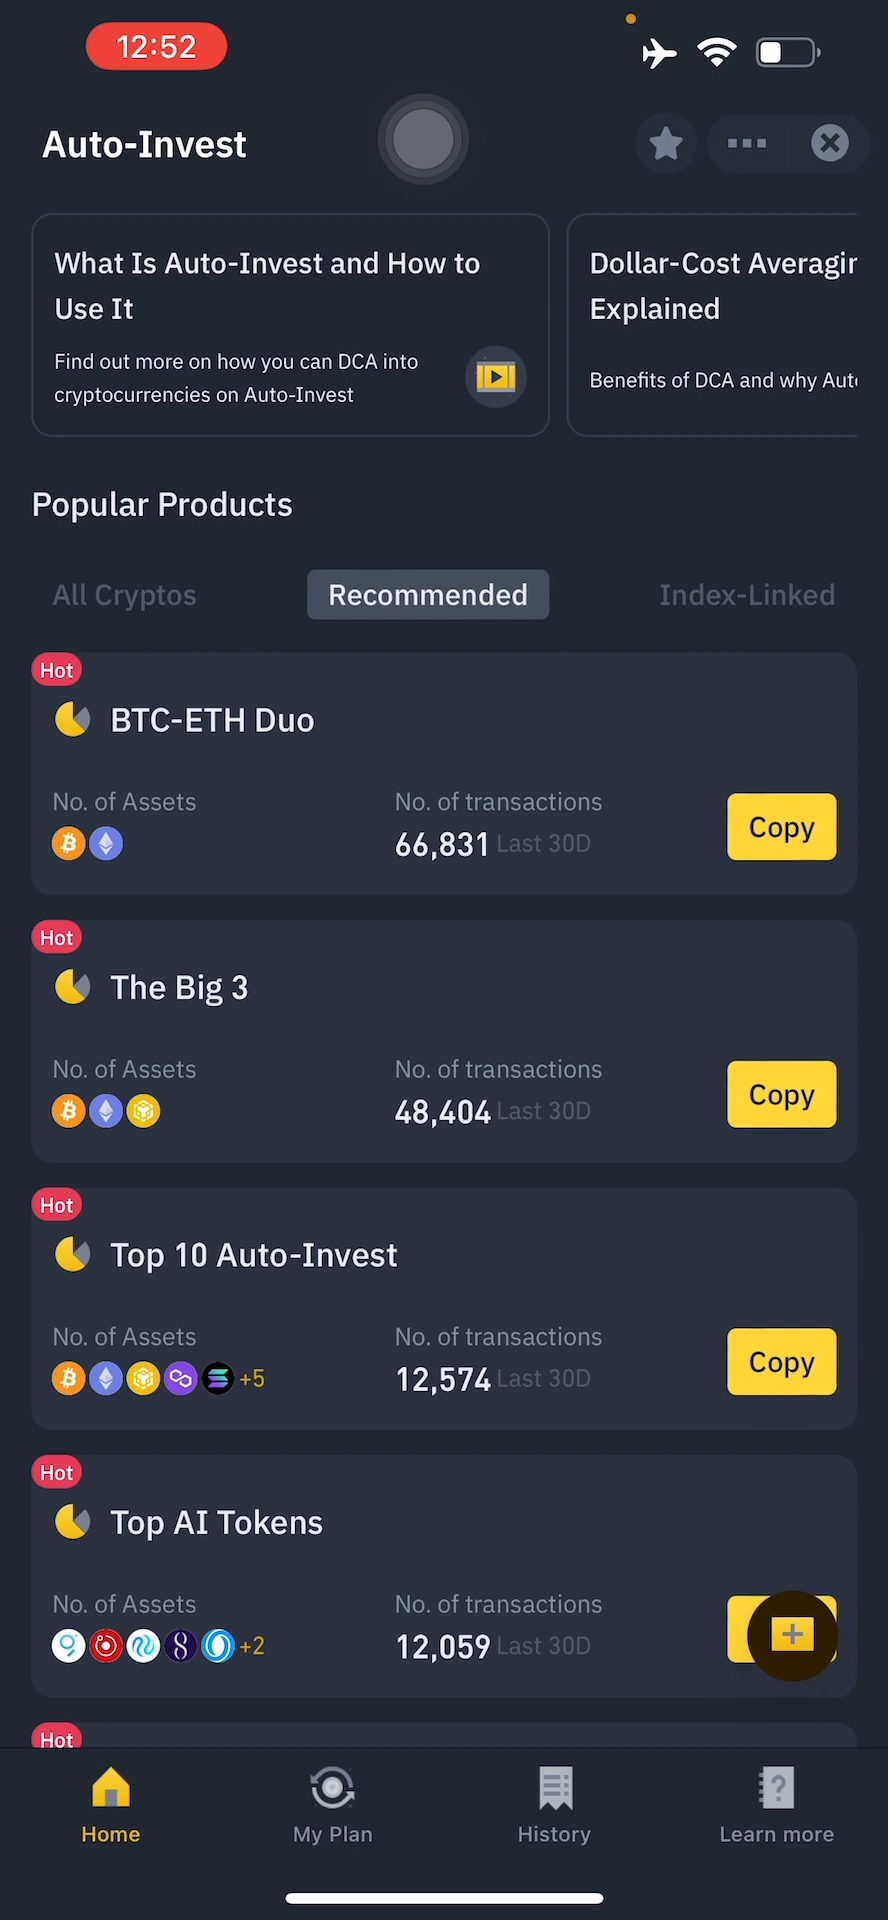 12:52
Auto-Invest
What Is Auto-Invest and How to
Use It
Find out more on how you can DCA into
cryptocurrencies on Auto-Invest
Dollar-Cost Averagin
Explained
Benefits of DCA and why Aut
Popular Products
All Cryptos
Recommended
Index-Linked
Hot
BTC-ETH Duo
No. of Assets
No. of transactions
66,831 Last 30D
Copy
Hot
The Big 3
No. of Assets
No. of transactions
48,404 Last 30D
Copy
Hot
Top 10 Auto-Invest
No. of Assets
No. of transactions
+5
12,574 Last 30D
Copy
Hot
Top AI Tokens
No. of Assets
No. of transactions
+2
12,059 Last 30D
Hot
Home
My Plan
History
Learn more